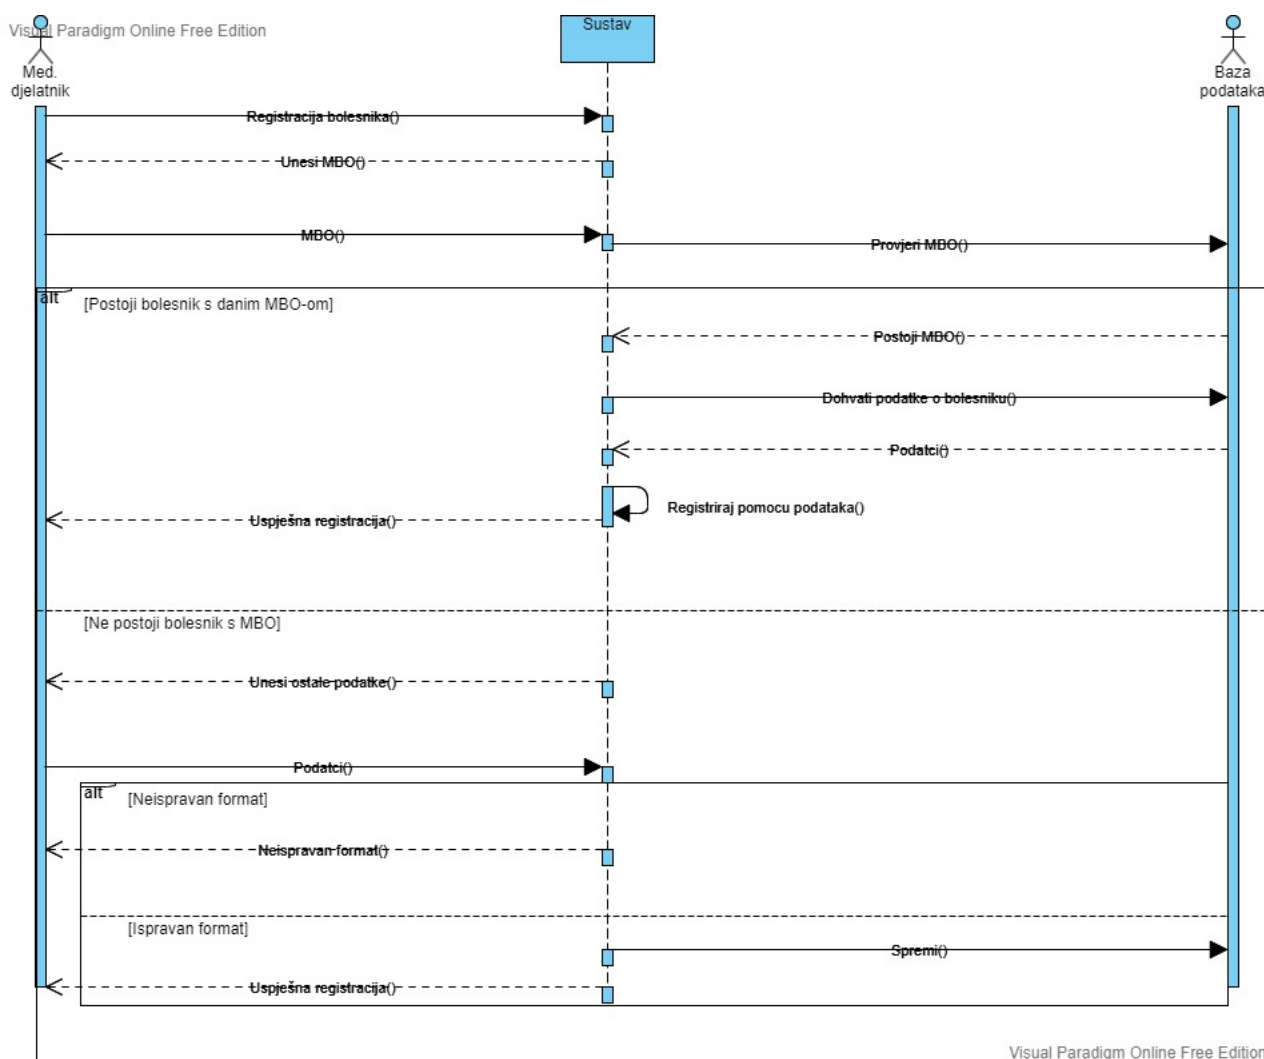 Visual Paradigm Online Free Edition
Sustav
Med.
djelatnik
Baza
podataka
Registracija bolesnika()
Unesi MBO()
MBO()
Provjeri MBO()
alt
[Postoji bolesnik s danim MBO-om]
Postoji MBO()
Dohvati podatke o bolesniku()
Podatci()
Registriraj pomocu podataka()
Uspješna registracija()
[Ne postoji bolesnik s MBO]
Unesi ostale podatke()
Podatci()
alt
[Neispravan format]
Neispravan format()
[Ispravan format]
Spremi()
Uspješna registracija()
Visual Paradigm Online Free Edition